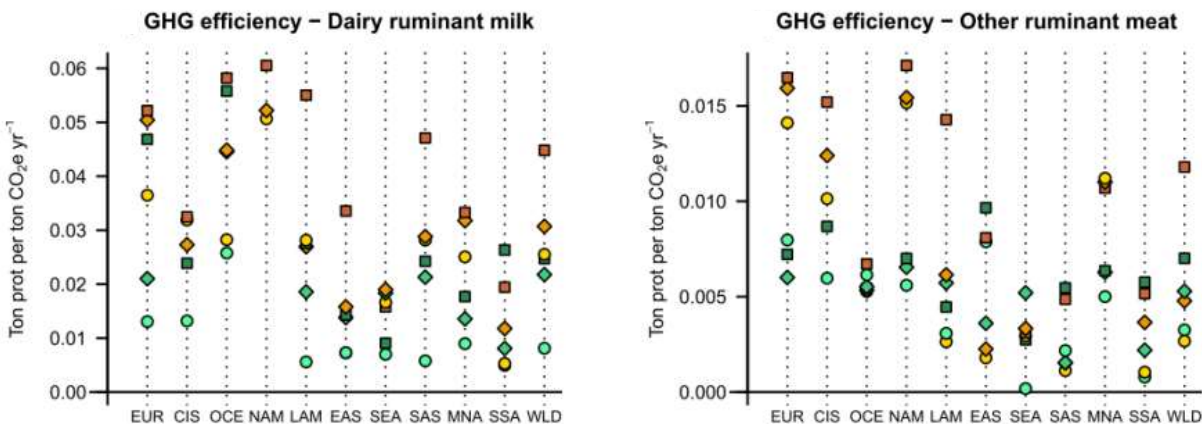 GHG efficiency − Dairy ruminant milk
Ton prot per ton CO₂e yr⁻¹
0.06
0.05
0.04
0.03
0.02
0.01
0.00
EUR CIS OCE NAM LAM EAS SEA SAS MNA SSA WLD
GHG efficiency − Other ruminant meat
Ton prot per ton CO₂e yr⁻¹
0.015
0.010
0.005
0.000
EUR CIS OCE NAM LAM EAS SEA SAS MNA SSA WLD